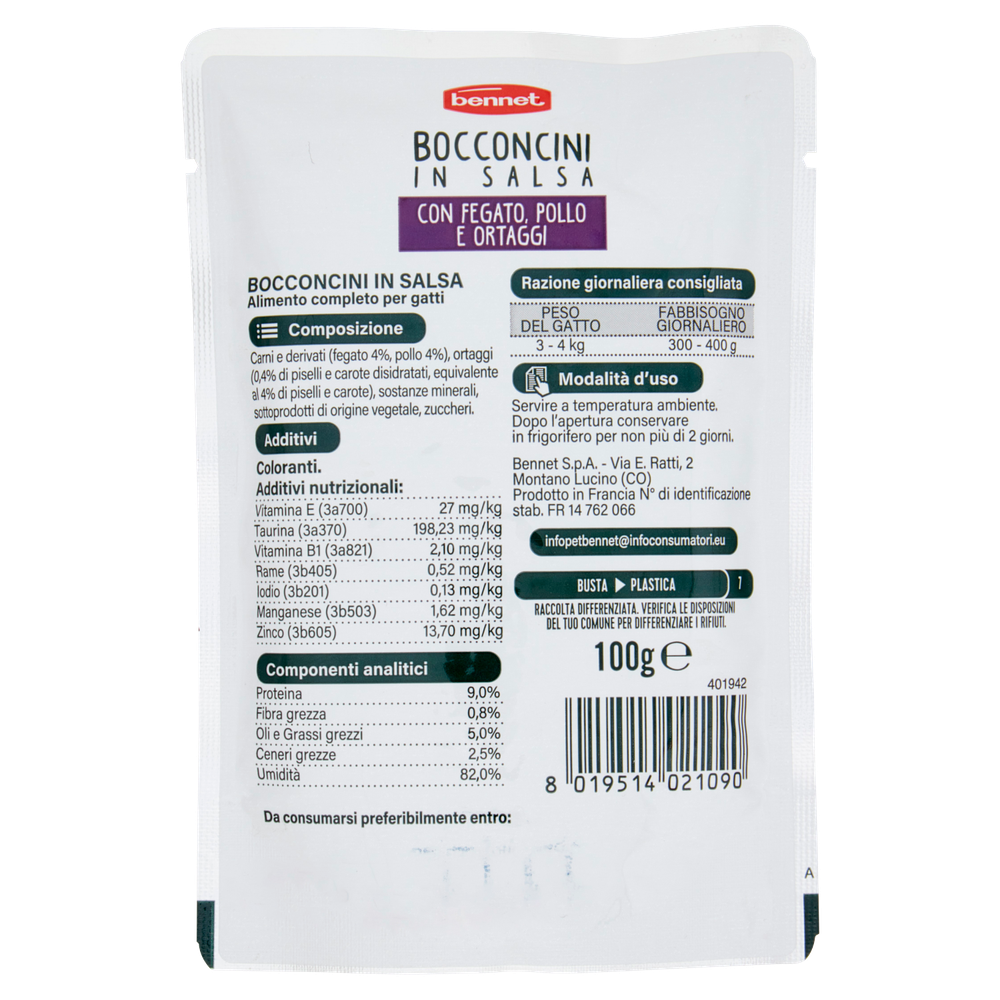 bennet
BOCCONCINI
IN SALSA
CON FEGATO, POLLO
E ORTAGGI
BOCCONCINI IN SALSA
Alimento completo per gatti
Composizione
Carni e derivati (fegato 4%, pollo 4%), ortaggi
(0,4% di piselli e carote disidratati, equivalente
al 4% di piselli e carote), sostanze minerali,
sottoprodotti di origine vegetale, zuccheri.
Additivi
Coloranti.
Additivi nutrizionali:
Vitamina E (3a700) 27 mg/kg
Taurina (3a370) 198,23 mg/kg
Vitamina B1 (3a821) 2,10 mg/kg
Rame (3b405) 0,52 mg/kg
Iodio (3b201) 0,13 mg/kg
Manganese (3b503) 1,62 mg/kg
Zinco (3b605) 13,70 mg/kg
Componenti analitici
Proteina 9,0%
Fibra grezza 0,8%
Oli e Grassi grezzi 5,0%
Ceneri grezze 2,5%
Umidità 82,0%
Da consumarsi preferibilmente entro:
Razione giornaliera consigliata
PESO FABBISOGNO
DEL GATTO GIORNALIERO
3 - 4 kg 300 - 400 g
Modalità d'uso
Servire a temperatura ambiente.
Dopo l'apertura conservare
in frigorifero per non più di 2 giorni.
Bennet S.p.A. - Via E. Ratti, 2
Montano Lucino (CO)
Prodotto in Francia N° di identificazione
stab. FR 14 762 066
infopetbennet@infoconsumatori.eu
BUSTA ▶ PLASTICA 7
RACCOLTA DIFFERENZIATA. VERIFICA LE DISPOSIZIONI
DEL TUO COMUNE PER DIFFERENZIARE I RIFIUTI.
100g ℮
401942
8 019514 021090
A